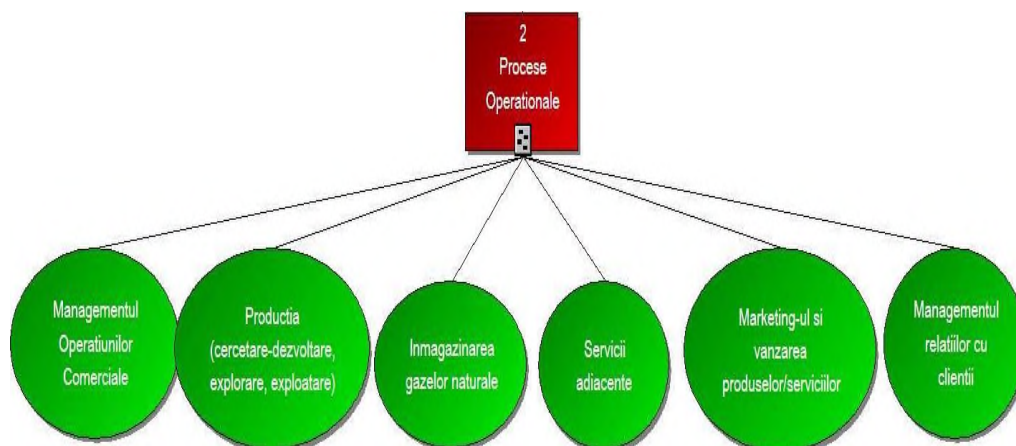 2
Procese
Operationale
Managementul
Operatiunilor
Comerciale
Productia
(cercetare-dezvoltare,
explorare, exploatare)
Inmagazinarea
gazelor naturale
Servicii
adiacente
Marketing-ul si
vanzarea
produselor/serviciilor
Managementul
relatiilor cu
clientii